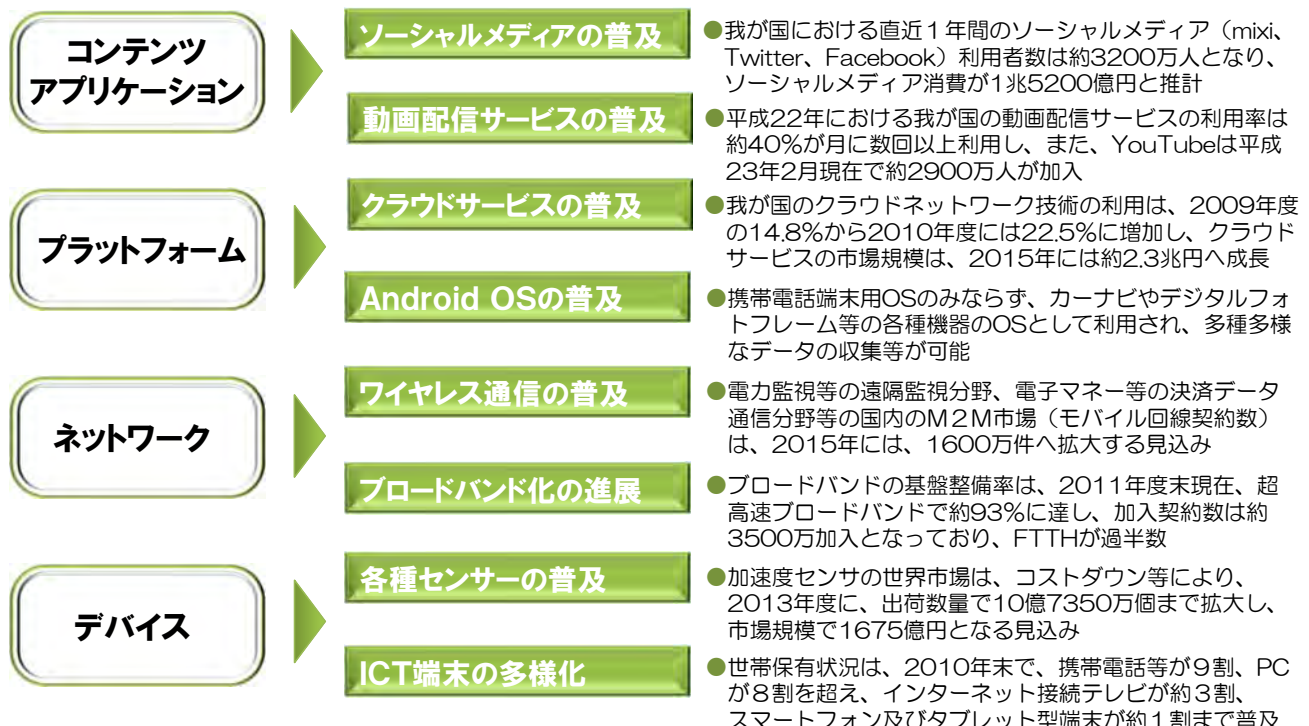 コンテンツ
アプリケーション
ソーシャルメディアの普及
●我が国における直近1年間のソーシャルメディア（mixi、
Twitter、Facebook）利用者数は約3200万人となり、
ソーシャルメディア消費が1兆5200億円と推計
動画配信サービスの普及
●平成22年における我が国の動画配信サービスの利用率は
約40％が月に数回以上利用し、また、YouTubeは平成
23年2月現在で約2900万人が加入
プラットフォーム
クラウドサービスの普及
●我が国のクラウドネットワーク技術の利用は、2009年度
の14.8％から2010年度には22.5％に増加し、クラウド
サービスの市場規模は、2015年には約2.3兆円へ成長
Android OSの普及
●携帯電話端末用OSのみならず、カーナビやデジタルフォ
トフレーム等の各種機器のOSとして利用され、多種多様
なデータの収集等が可能
ネットワーク
ワイヤレス通信の普及
●電力監視等の遠隔監視分野、電子マネー等の決済データ
通信分野等の国内のM２M市場（モバイル回線契約数）
は、2015年には、1600万件へ拡大する見込み
ブロードバンド化の進展
●ブロードバンドの基盤整備率は、2011年度末現在、超
高速ブロードバンドで約93％に達し、加入契約数は約
3500万加入となっており、FTTHが過半数
デバイス
各種センサーの普及
●加速度センサの世界市場は、コストダウン等により、
2013年度に、出荷数量で10億7350万個まで拡大し、
市場規模で1675億円となる見込み
ICT端末の多様化
●世帯保有状況は、2010年末で、携帯電話等が９割、PC
が８割を超え、インターネット接続テレビが約３割、
スマートフォン及びタブレット型端末が約１割まで普及